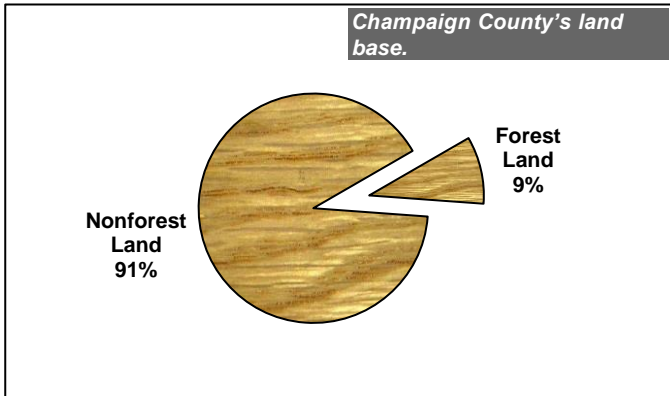 Champaign County’s land
base.
Forest
Land
9%
Nonforest
Land
91%